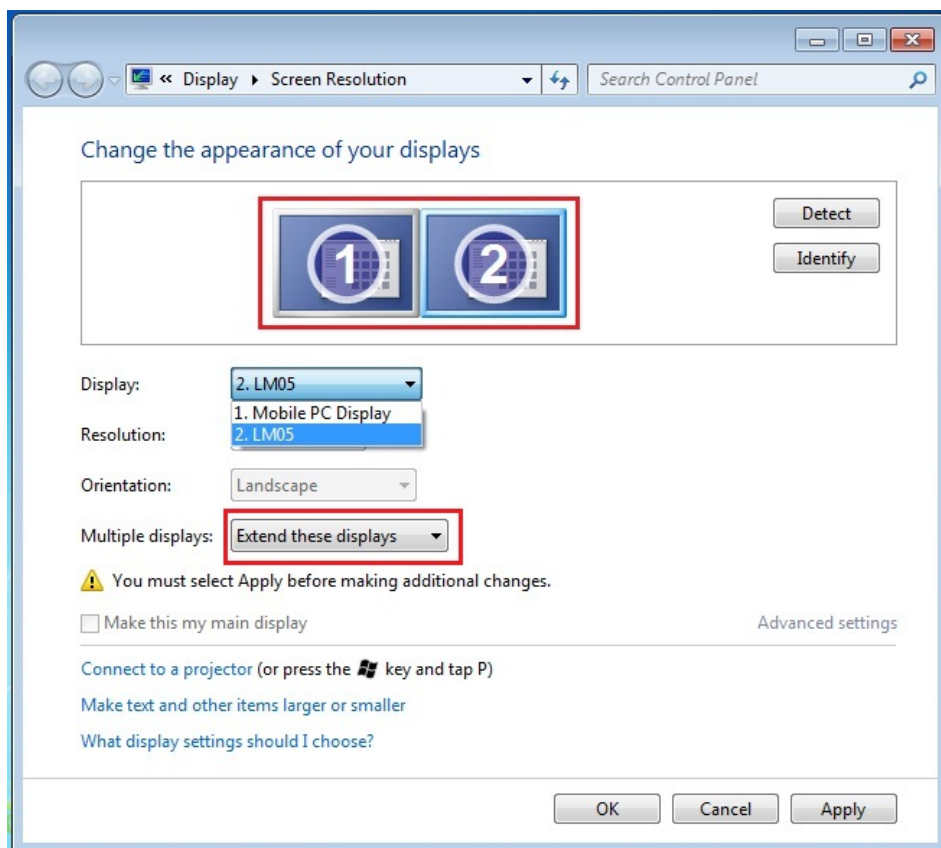 « Display ▸ Screen Resolution
Search Control Panel
Change the appearance of your displays
1 2
Detect
Identify
Display: 2. LM05
1. Mobile PC Display
Resolution: 2. LM05
Orientation: Landscape
Multiple displays: Extend these displays
You must select Apply before making additional changes.
Make this my main display Advanced settings
Connect to a projector (or press the key and tap P)
Make text and other items larger or smaller
What display settings should I choose?
OK Cancel Apply